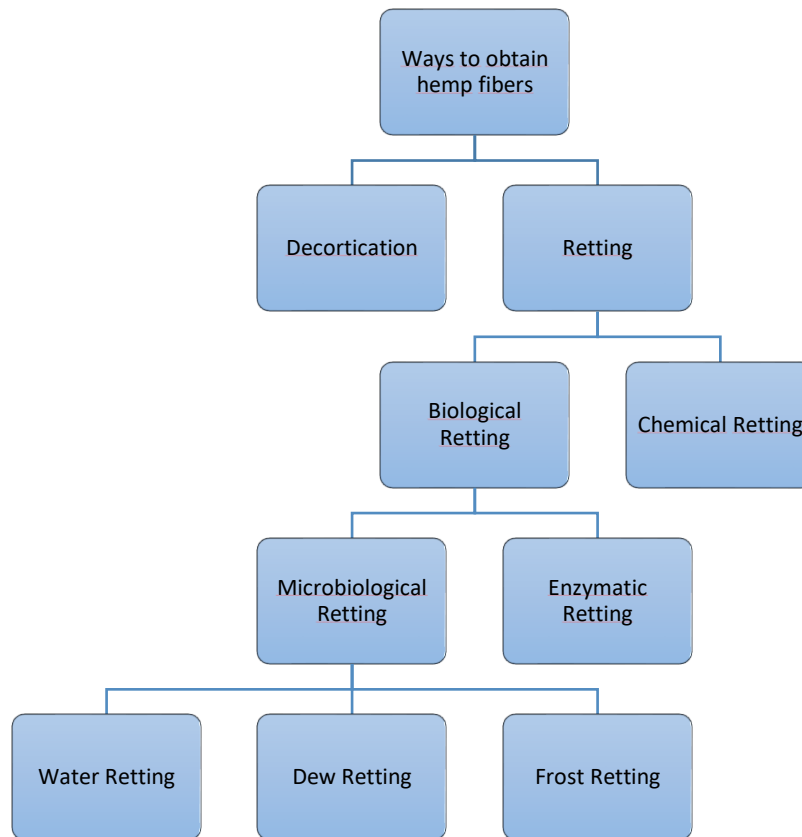 Ways to obtain
hemp fibers
Decortication
Retting
Biological
Retting
Chemical Retting
Microbiological
Retting
Enzymatic
Retting
Water Retting
Dew Retting
Frost Retting